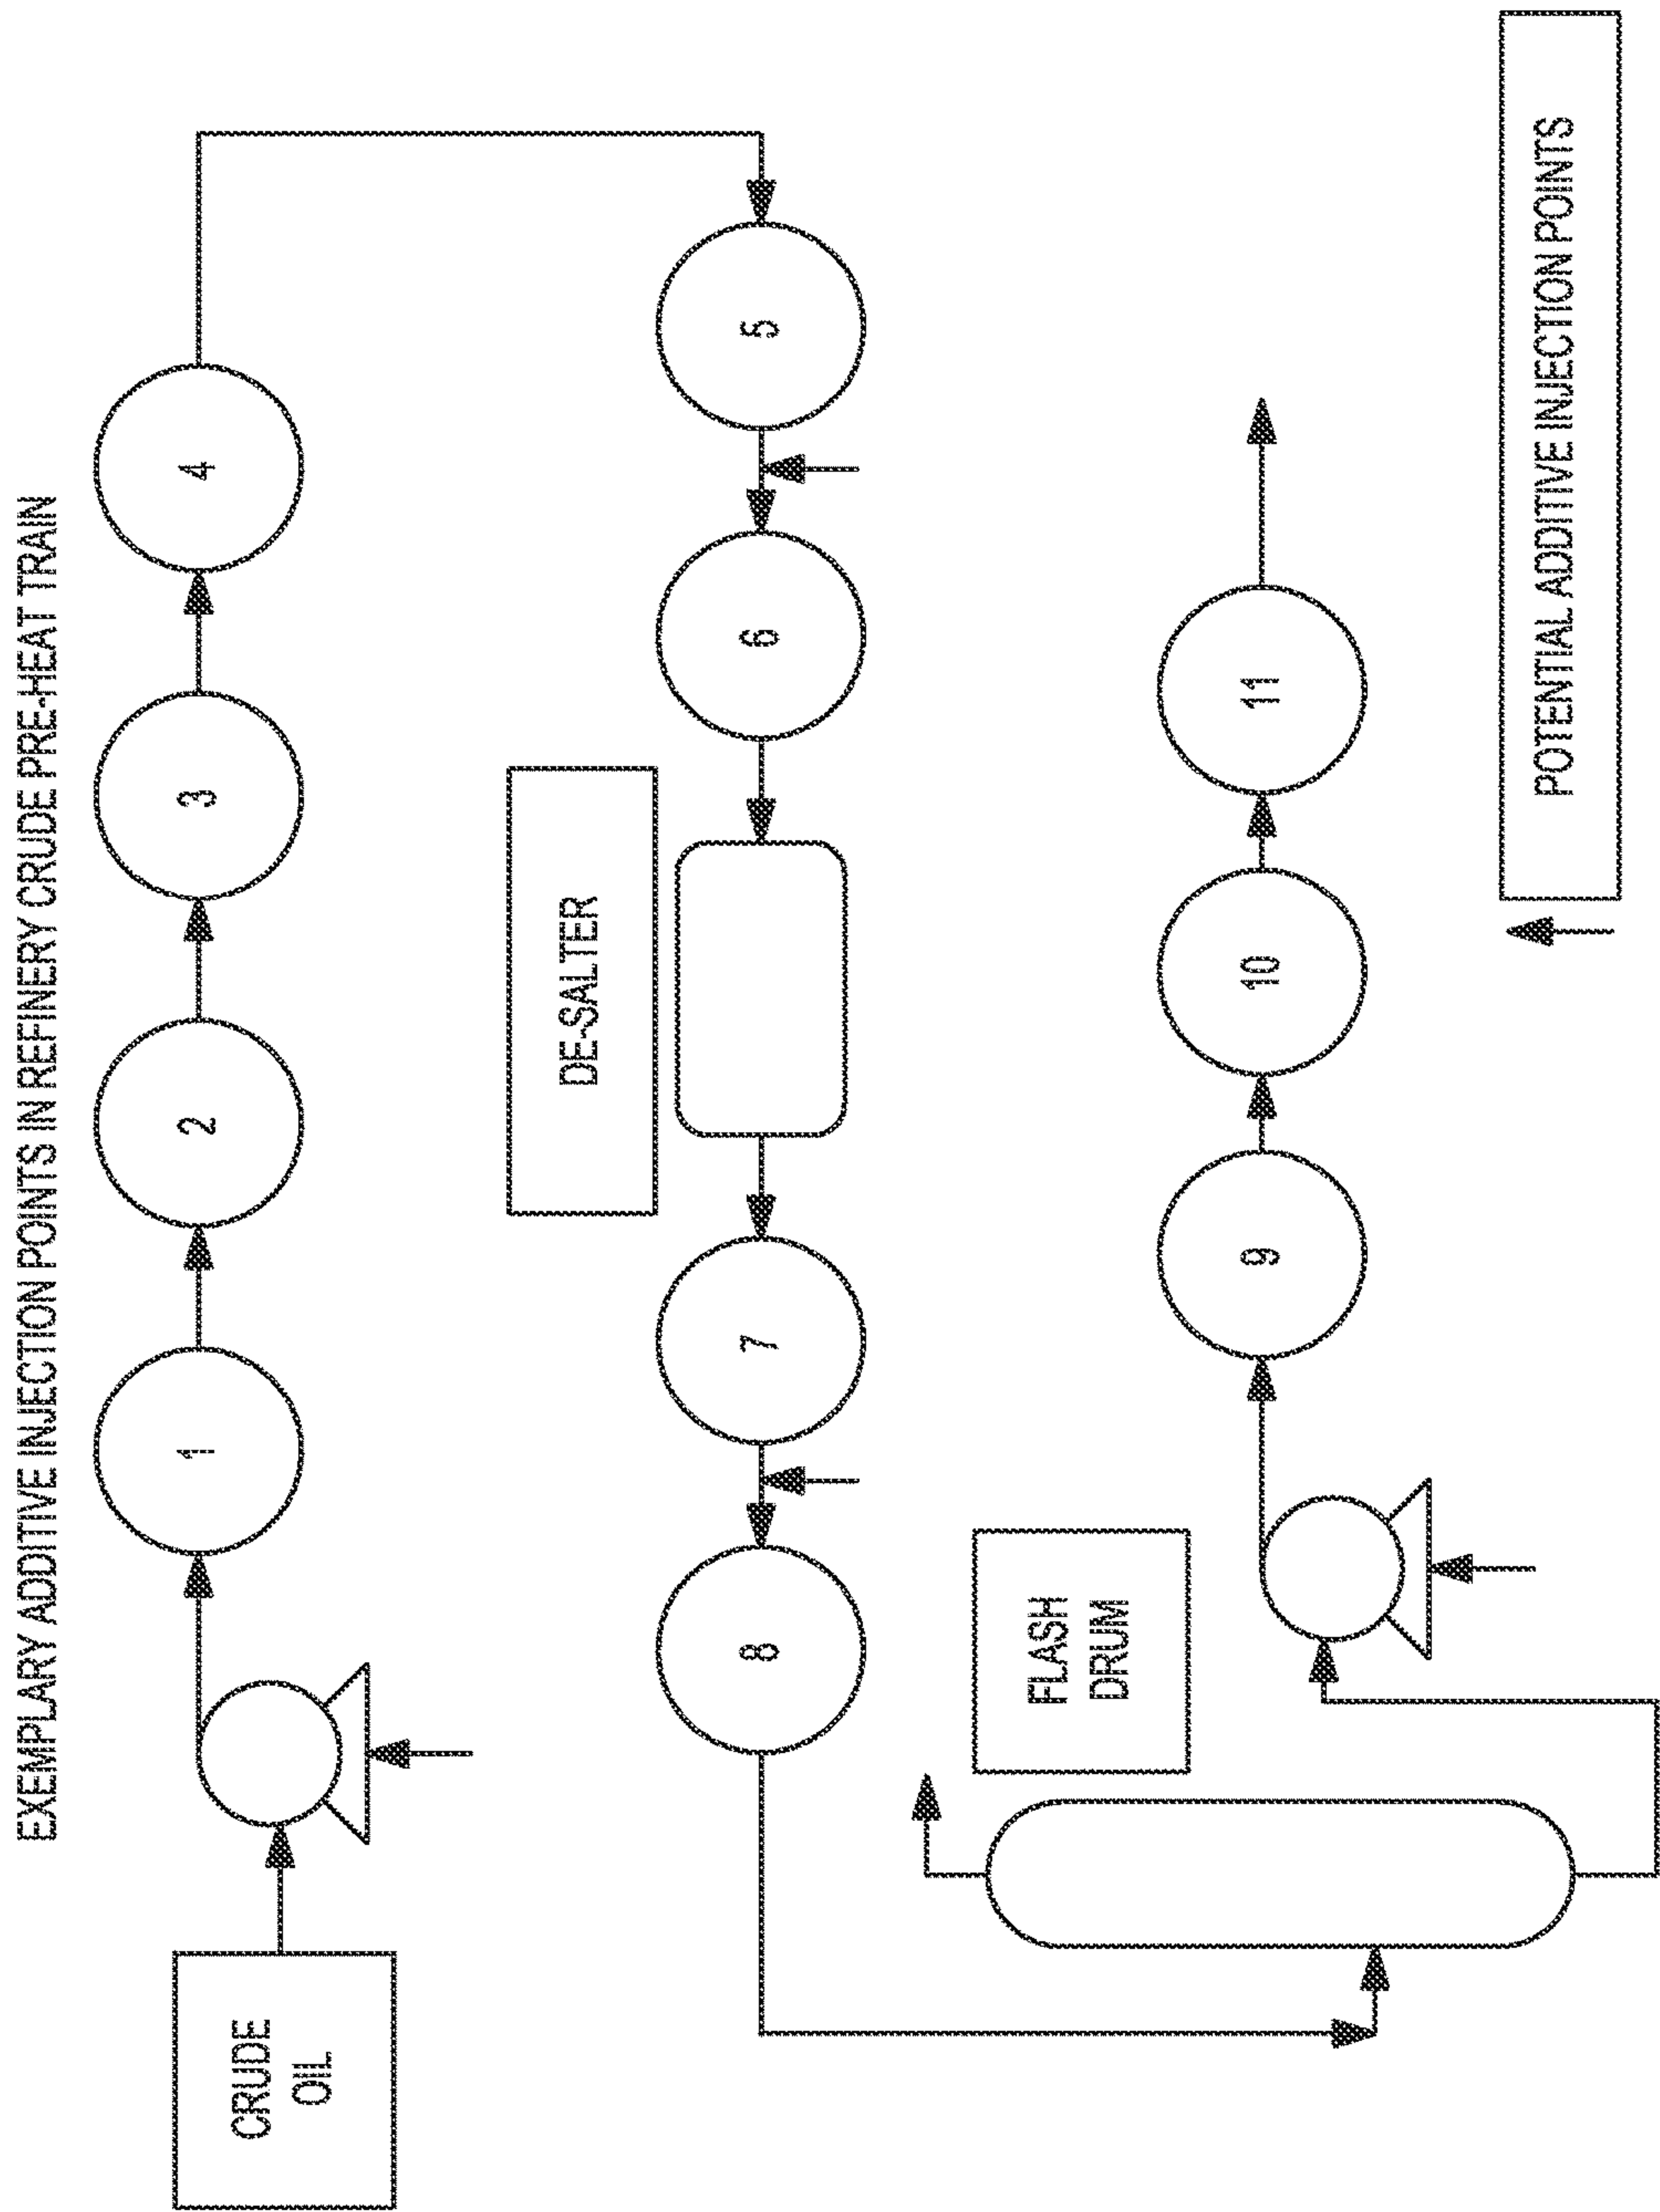 EXEMPLARY ADDITIVE INJECTION POINTS IN REFINERY CRUDE PRE-HEAT TRAIN
CRUDE
OIL
1
2
3
4
5
6
DE-SALTER
7
8
FLASH
DRUM
9
10
11
POTENTIAL ADDITIVE INJECTION POINTS